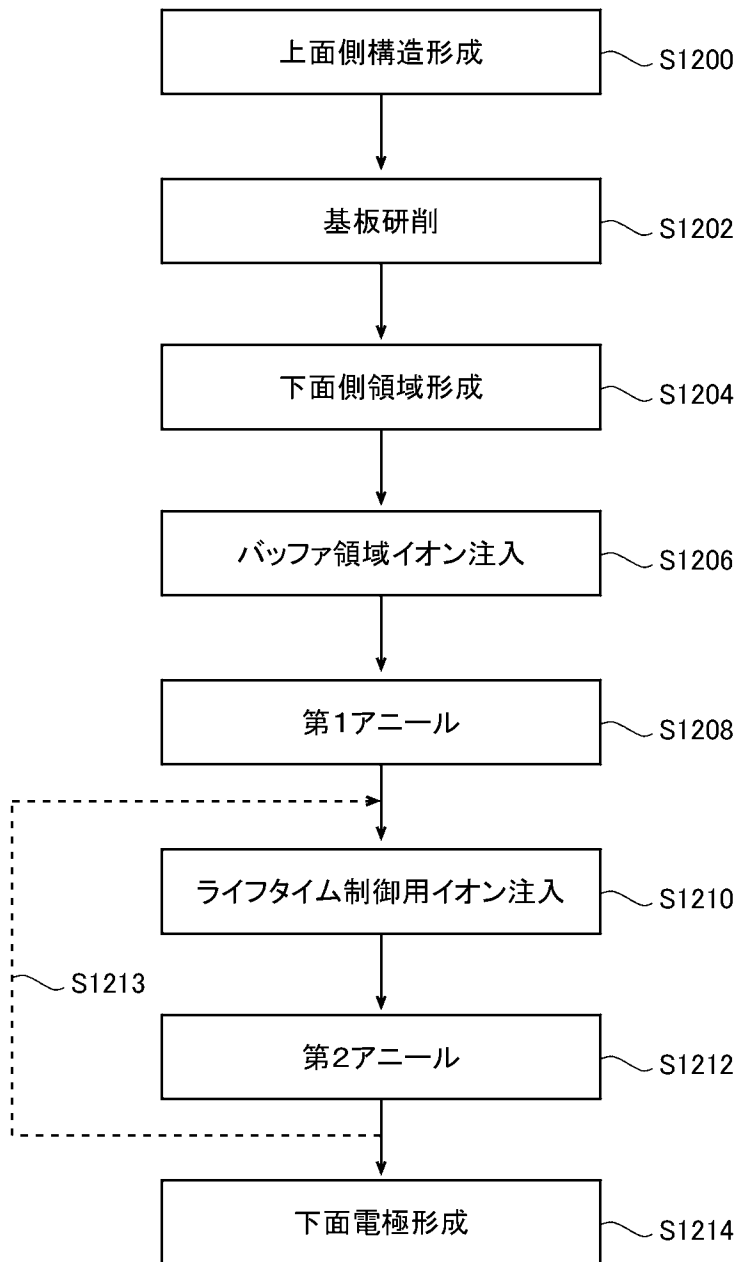 上面側構造形成
S1200
基板研削
S1202
下面側領域形成
S1204
バッファ領域イオン注入
S1206
第1アニール
S1208
ライフタイム制御用イオン注入
S1210
S1213
第2アニール
S1212
下面電極形成
S1214